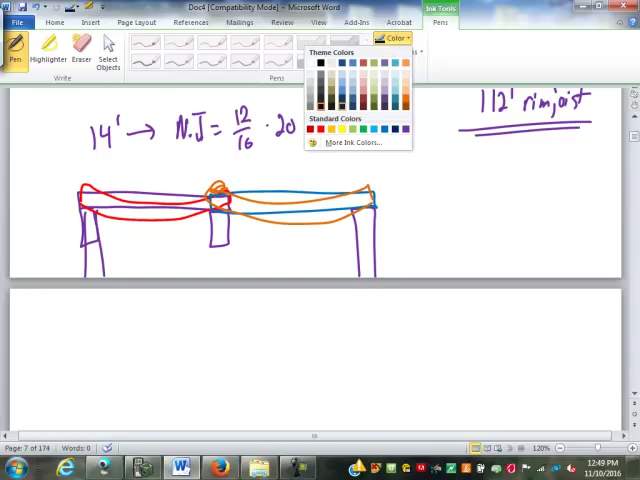 Doc4 [Compatibility Mode] - Microsoft Word
Ink Tools
File Home Insert Page Layout References Mailings Review View Add-Ins Acrobat Pens
Pen Highlighter Eraser Select Objects
Color
Write
Pens
Theme Colors
Standard Colors
More Ink Colors...
112' rim joist
14' → N.J = 12/16 · 20
Page: 7 of 174 Words: 0
120%
12:49 PM
11/10/2016